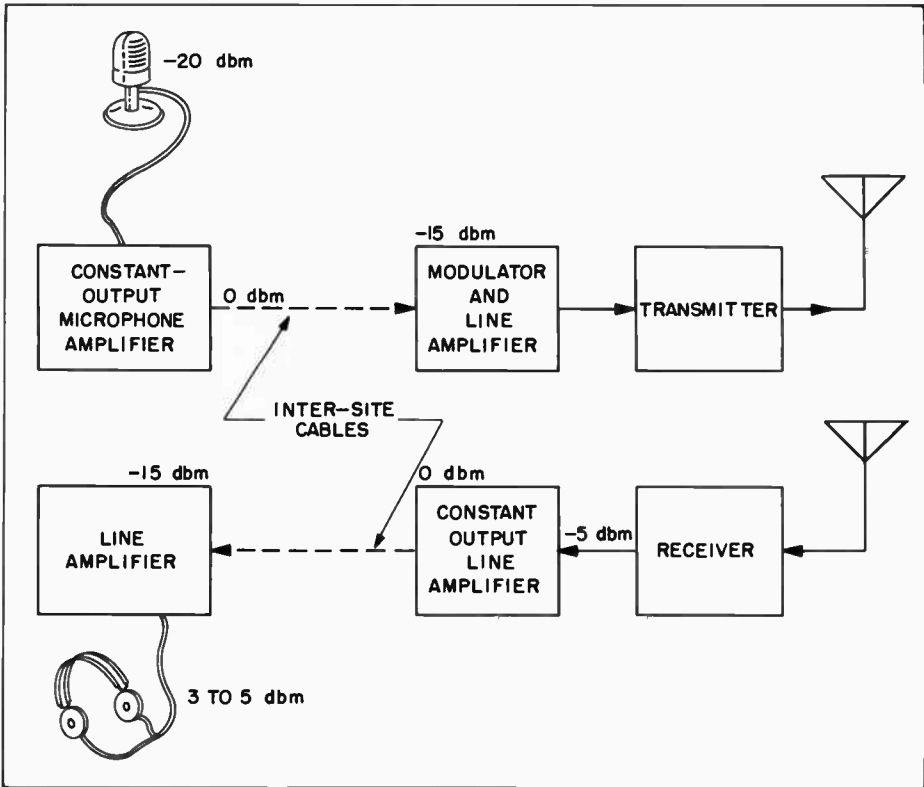 -20 dbm
CONSTANT-
OUTPUT
MICROPHONE
AMPLIFIER
0 dbm
-15 dbm
MODULATOR
AND
LINE
AMPLIFIER
TRANSMITTER
INTER-SITE
CABLES
-15 dbm
LINE
AMPLIFIER
0 dbm
CONSTANT
OUTPUT
LINE
AMPLIFIER
-5 dbm
RECEIVER
3 TO 5 dbm